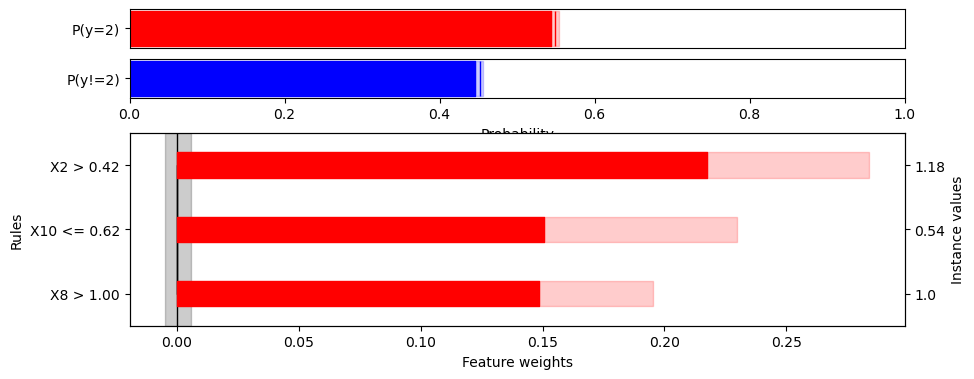 P(y=2)
P(y!=2)
0.0 0.2 0.4 0.6 0.8 1.0
Probability
Rules
X2 > 0.42 1.18
X10 <= 0.62 0.54
X8 > 1.00 1.0
Instance values
0.00 0.05 0.10 0.15 0.20 0.25
Feature weights